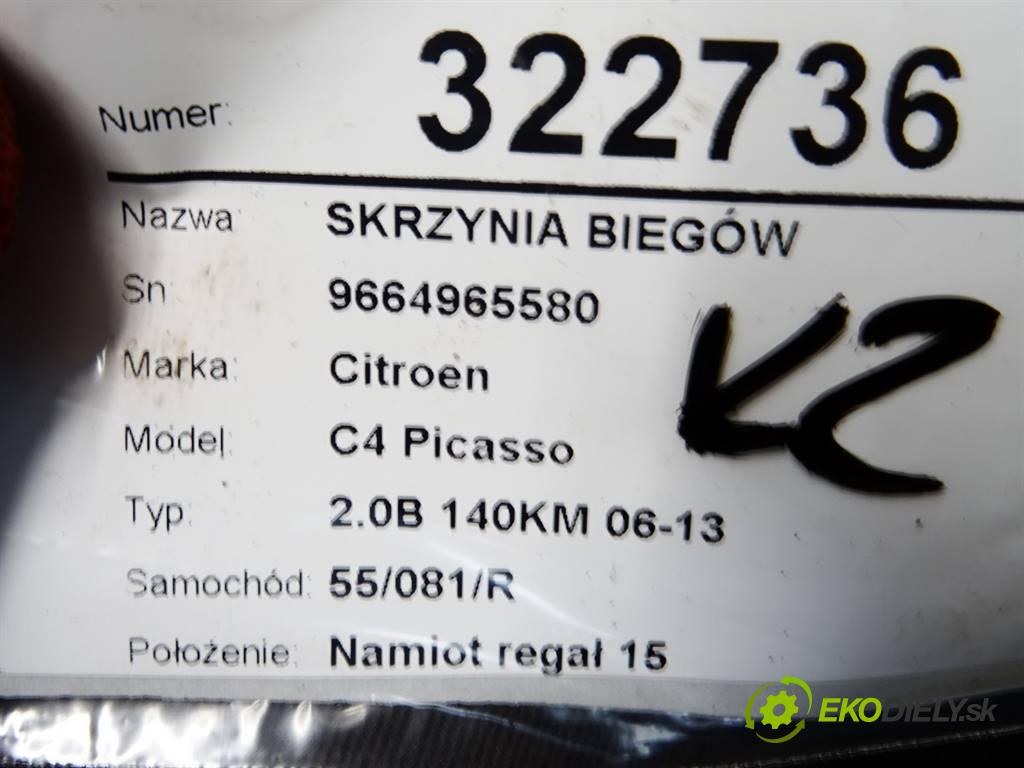 Numer: 322736
Nazwa SKRZYNIA BIEGÓW
Sn 9664965580
Marka: Citroen
Model: C4 Picasso
Typ: 2.0B 140KM 06-13
Samochód: 55/081/R
Położenie: Namiot regał 15
K2
EKODIELY.sk